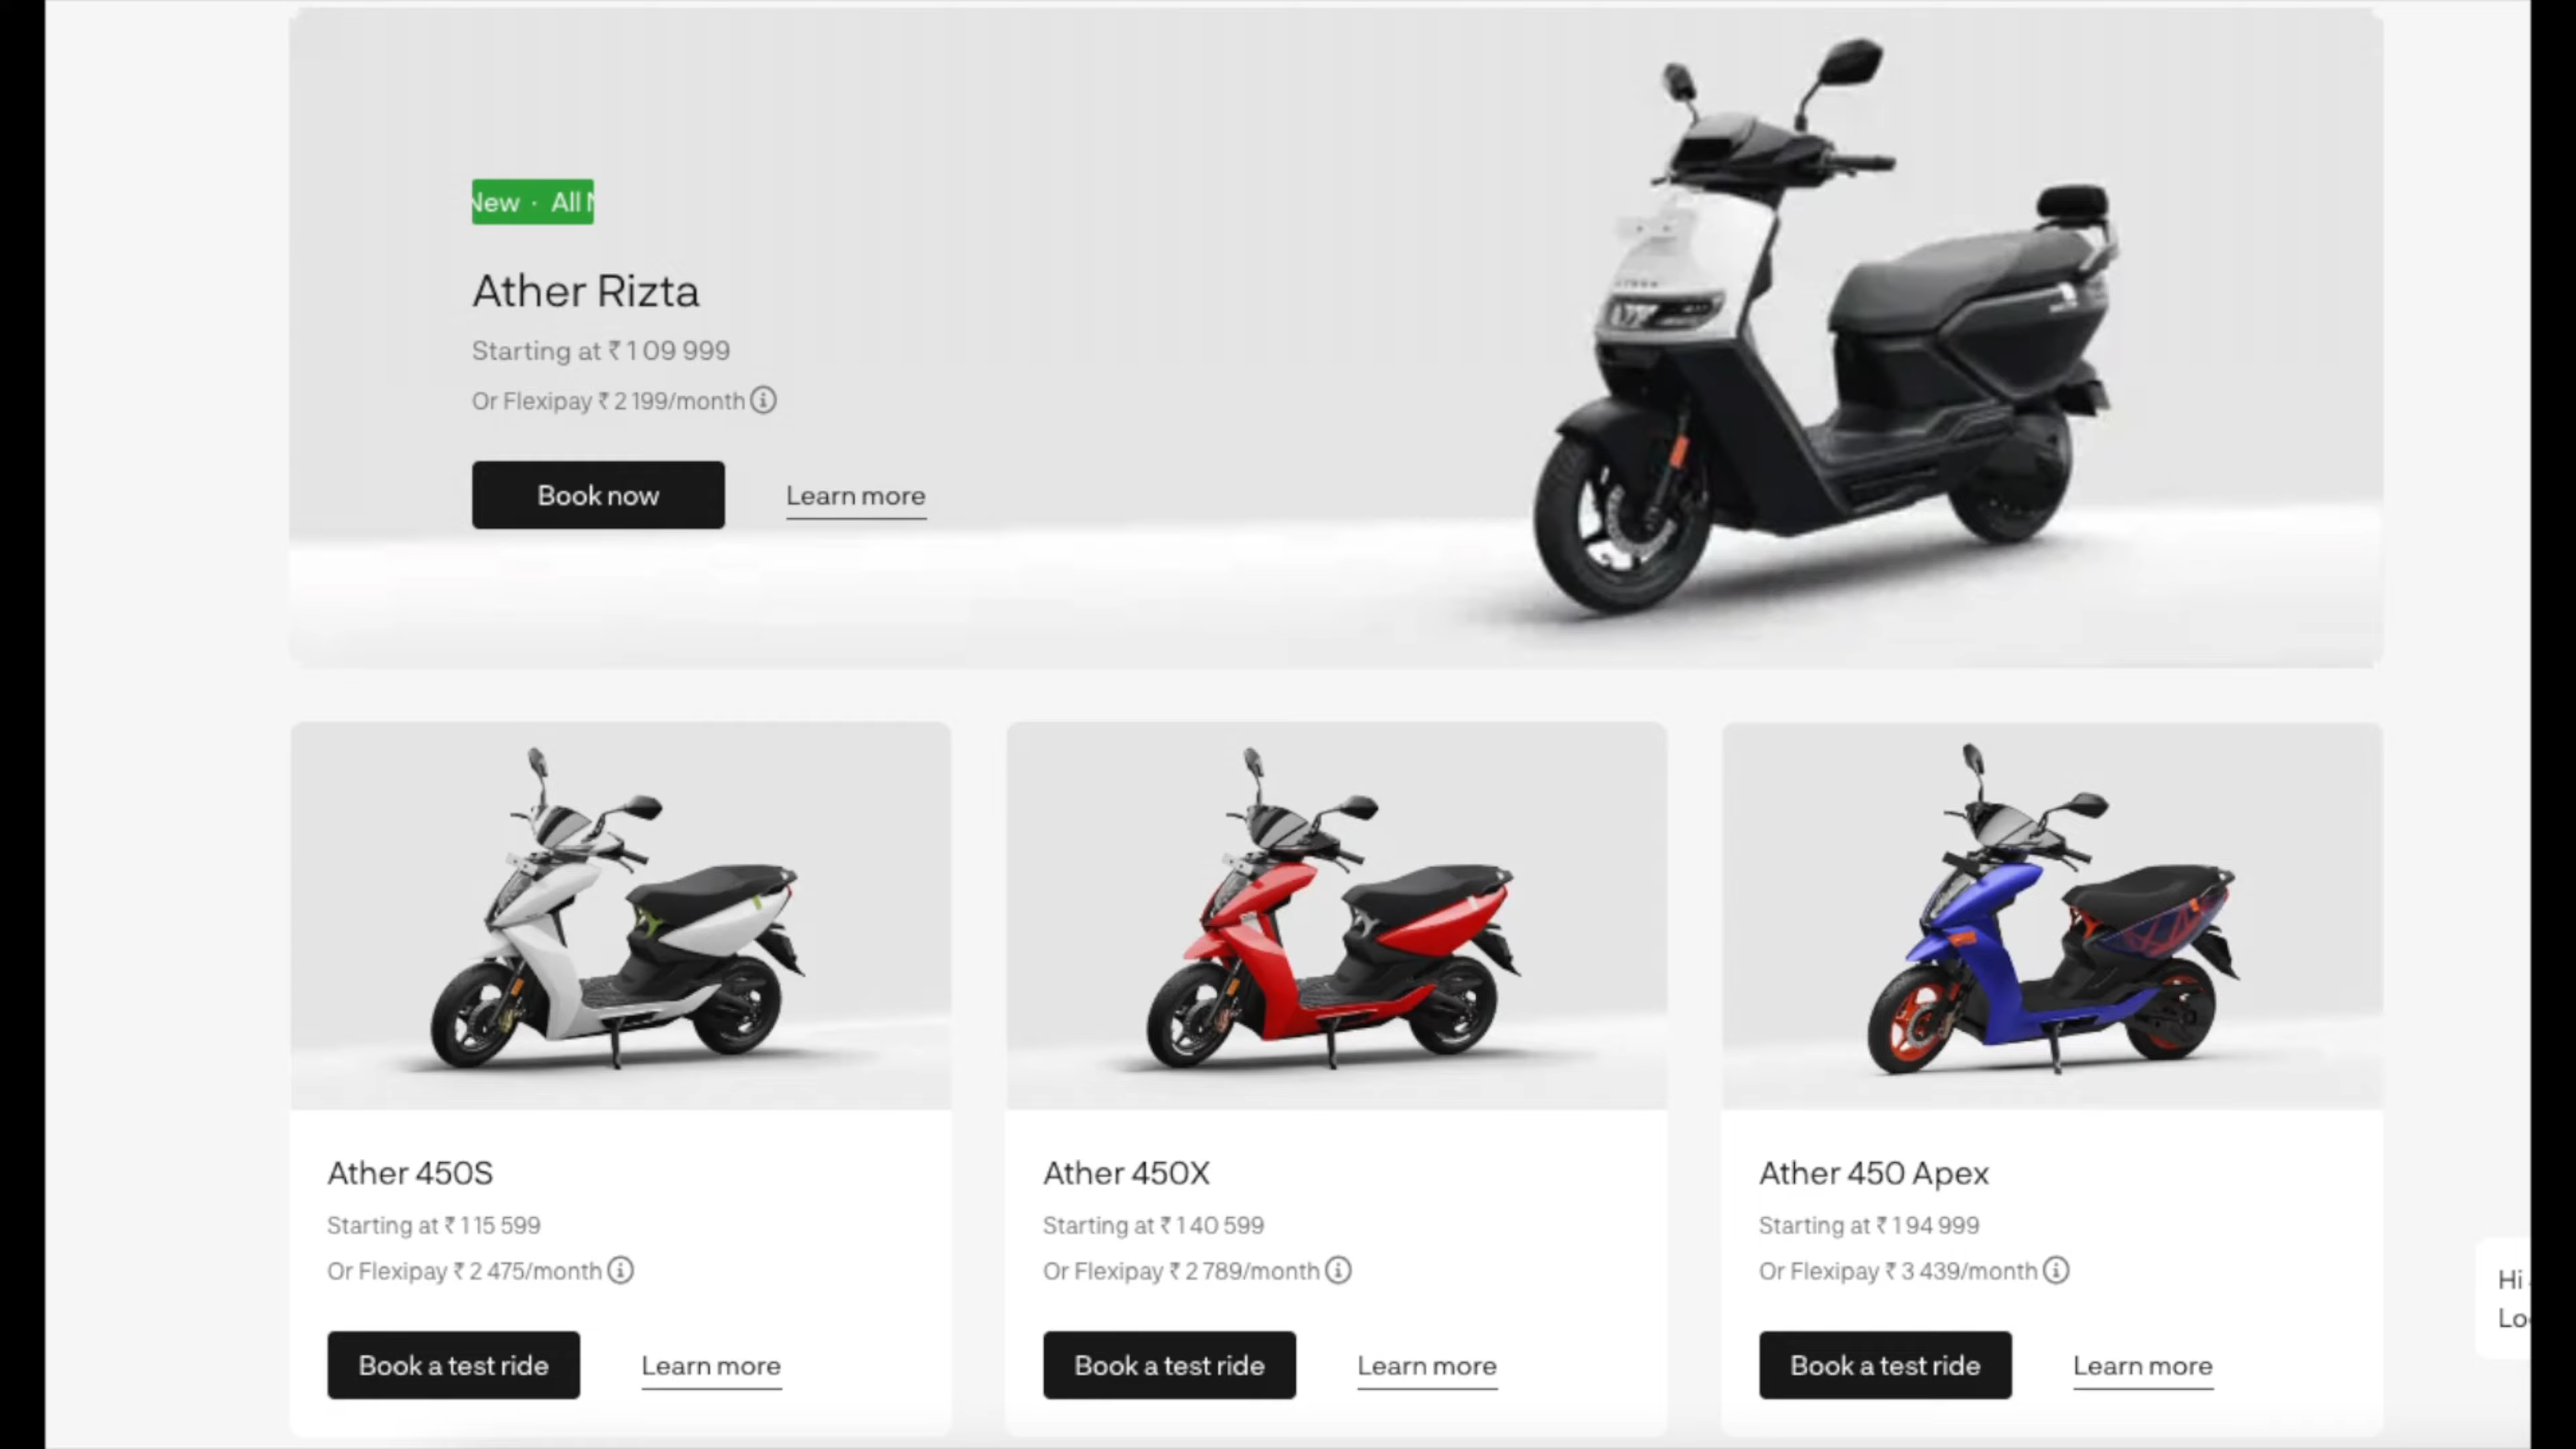 New · All
Ather Rizta
Starting at ₹ 1 09 999
Or Flexipay ₹ 2 199/month
Book now
Learn more
Ather 450S
Starting at ₹ 1 15 599
Or Flexipay ₹ 2 475/month
Book a test ride
Learn more
Ather 450X
Starting at ₹ 1 40 599
Or Flexipay ₹ 2 789/month
Book a test ride
Learn more
Ather 450 Apex
Starting at ₹ 1 94 999
Or Flexipay ₹ 3 439/month
Book a test ride
Learn more
Hi